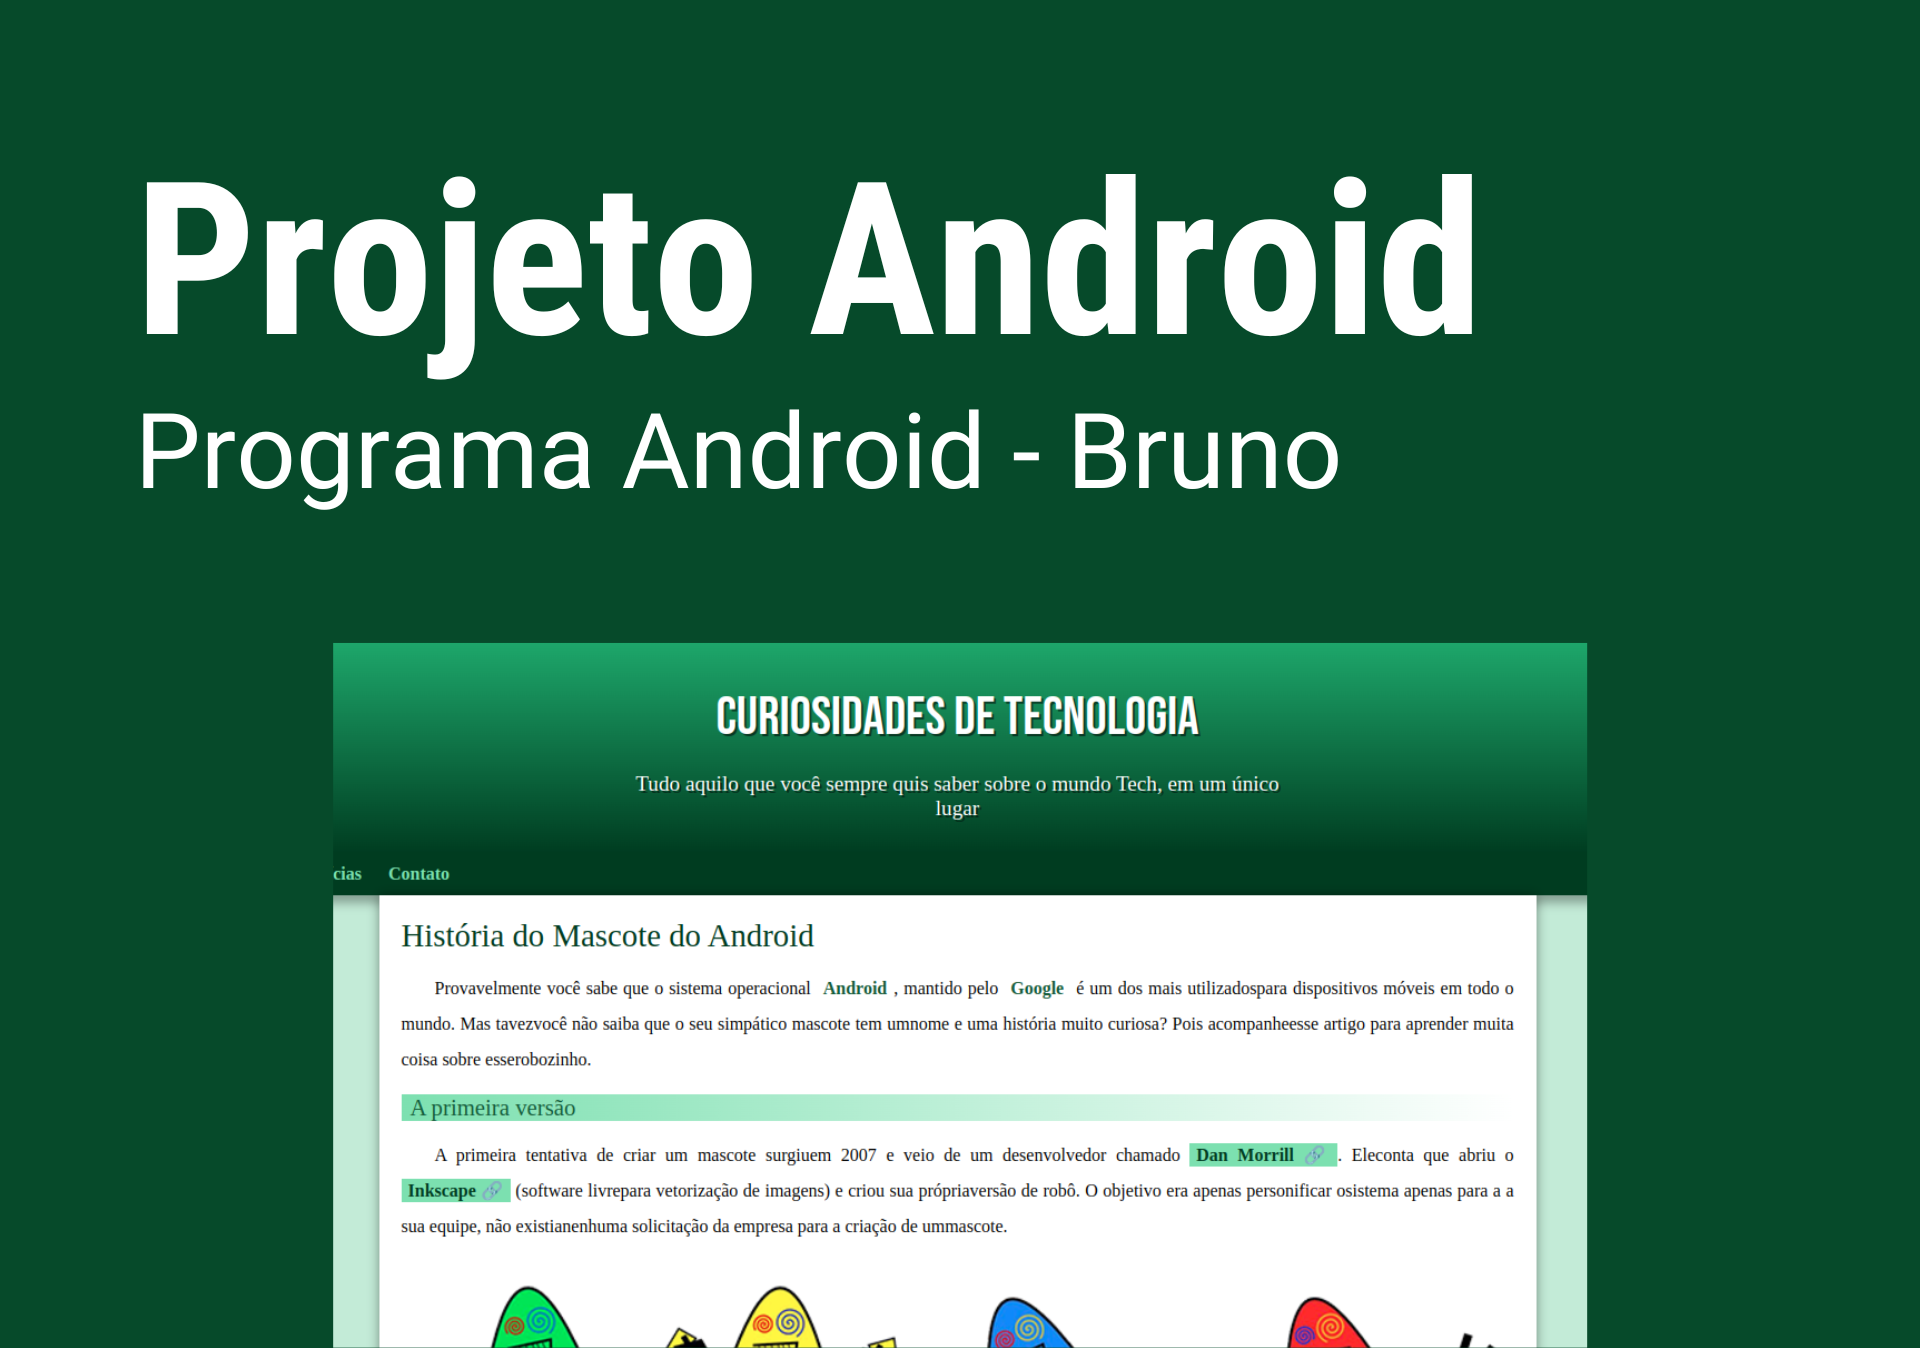 Projeto Android
Programa Android - Bruno
CURIOSIDADES DE TECNOLOGIA
Tudo aquilo que você sempre quis saber sobre o mundo Tech, em um único
lugar
cias Contato
História do Mascote do Android
Provavelmente você sabe que o sistema operacional Android , mantido pelo Google é um dos mais utilizadospara dispositivos móveis em todo o
mundo. Mas tavezvocê não saiba que o seu simpático mascote tem umnome e uma história muito curiosa? Pois acompanheesse artigo para aprender muita
coisa sobre esserobozinho.
A primeira versão
A primeira tentativa de criar um mascote surgiuem 2007 e veio de um desenvolvedor chamado Dan Morrill 🔗 . Eleconta que abriu o
Inkscape 🔗 (software livrepara vetorização de imagens) e criou sua própriaversão de robô. O objetivo era apenas personificar osistema apenas para a a
sua equipe, não existianenhuma solicitação da empresa para a criação de ummascote.